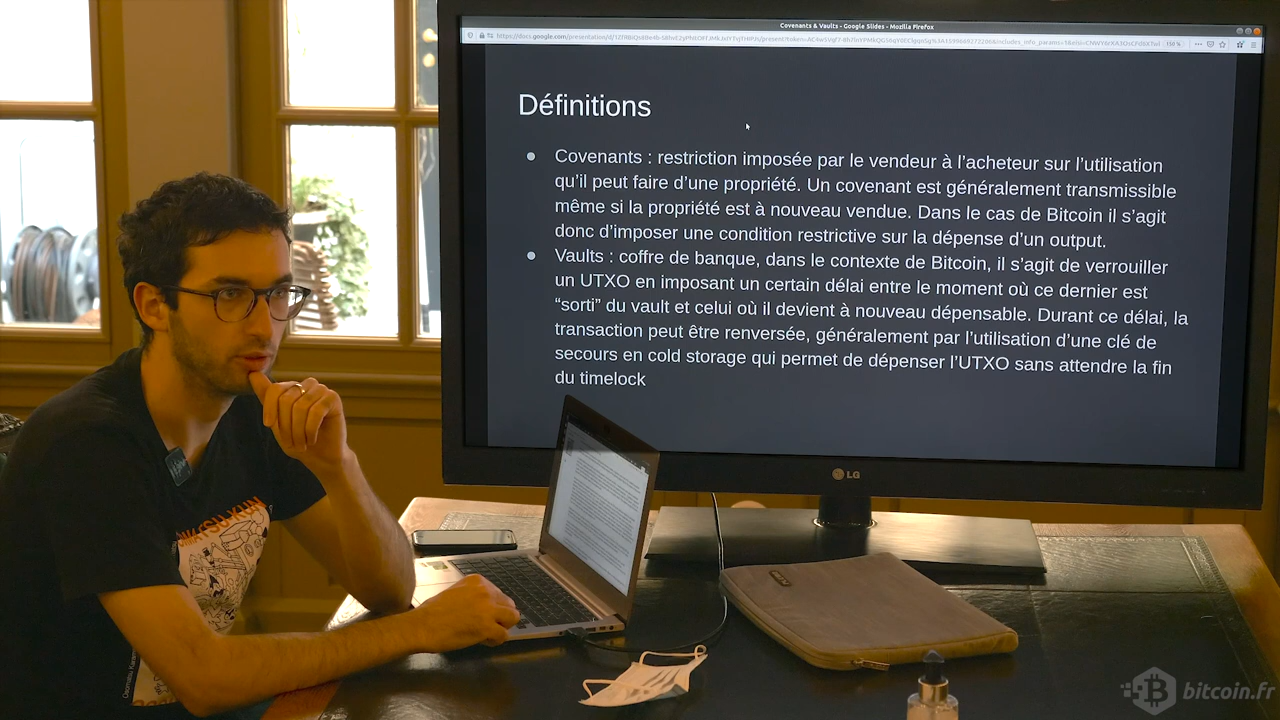 Covenants & Vaults - Google Slides - Mozilla Firefox
150 %
Définitions
● Covenants : restriction imposée par le vendeur à l’acheteur sur l’utilisation
qu’il peut faire d’une propriété. Un covenant est généralement transmissible
même si la propriété est à nouveau vendue. Dans le cas de Bitcoin il s’agit
donc d’imposer une condition restrictive sur la dépense d’un output.
● Vaults : coffre de banque, dans le contexte de Bitcoin, il s’agit de verrouiller
un UTXO en imposant un certain délai entre le moment où ce dernier est
“sorti” du vault et celui où il devient à nouveau dépensable. Durant ce délai, la
transaction peut être renversée, généralement par l’utilisation d’une clé de
secours en cold storage qui permet de dépenser l’UTXO sans attendre la fin
du timelock
LG
bitcoin.fr